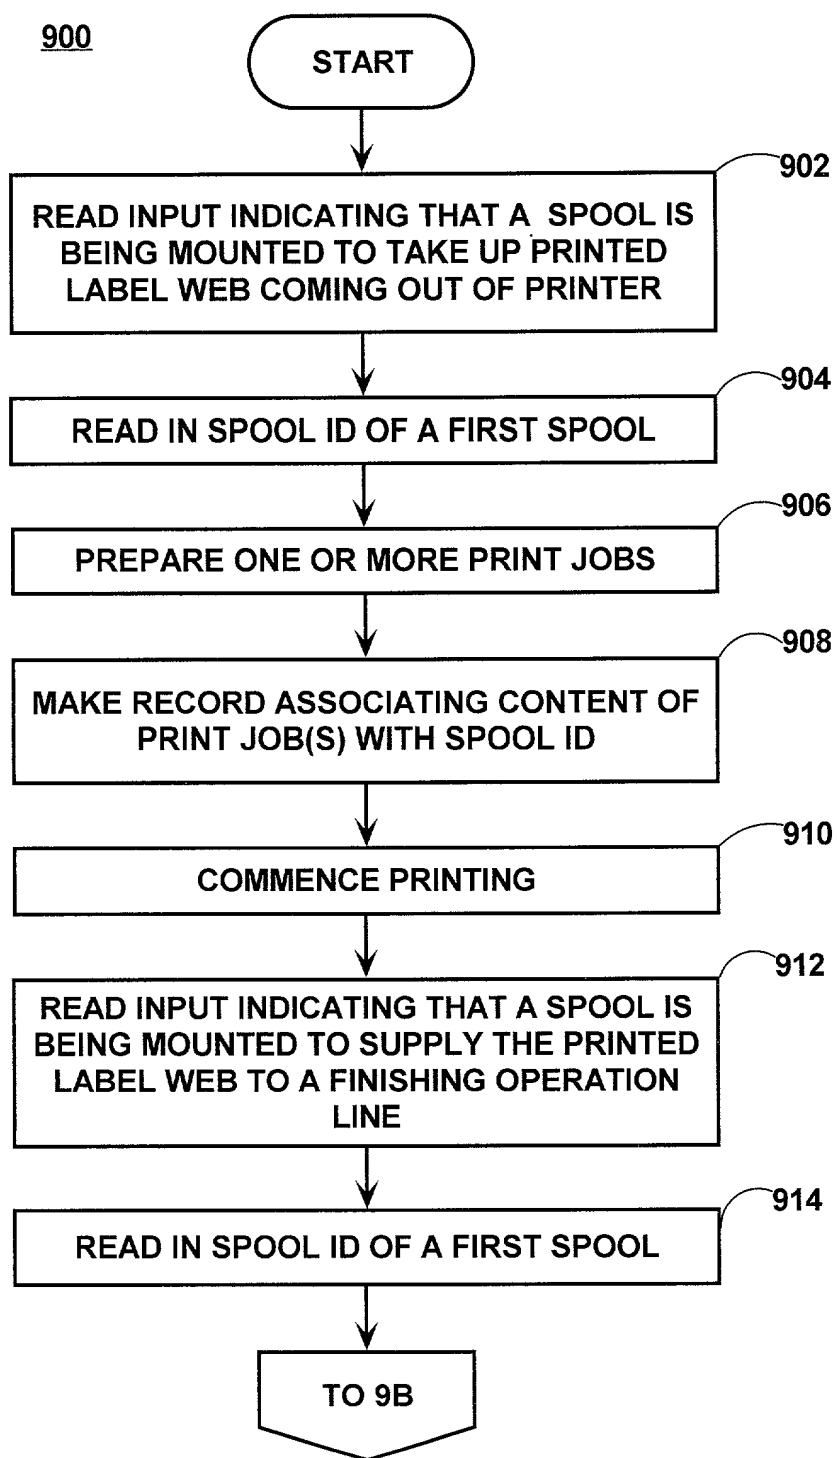 900
START
902
READ INPUT INDICATING THAT A SPOOL IS
BEING MOUNTED TO TAKE UP PRINTED
LABEL WEB COMING OUT OF PRINTER
904
READ IN SPOOL ID OF A FIRST SPOOL
906
PREPARE ONE OR MORE PRINT JOBS
908
MAKE RECORD ASSOCIATING CONTENT OF
PRINT JOB(S) WITH SPOOL ID
910
COMMENCE PRINTING
912
READ INPUT INDICATING THAT A SPOOL IS
BEING MOUNTED TO SUPPLY THE PRINTED
LABEL WEB TO A FINISHING OPERATION
LINE
914
READ IN SPOOL ID OF A FIRST SPOOL
TO 9B